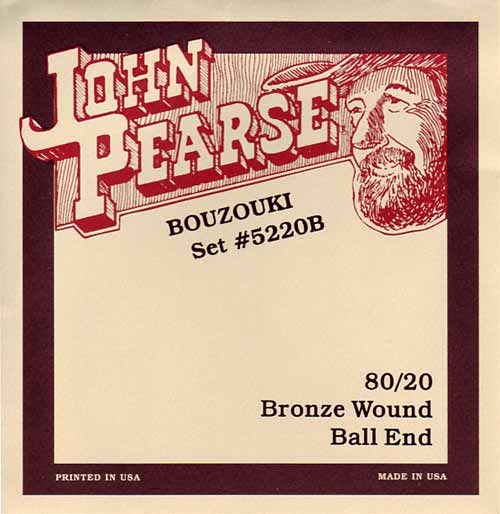 JOHN
PEARSE
BOUZOUKI
Set #5220B
80/20
Bronze Wound
Ball End
PRINTED IN USA
MADE IN USA